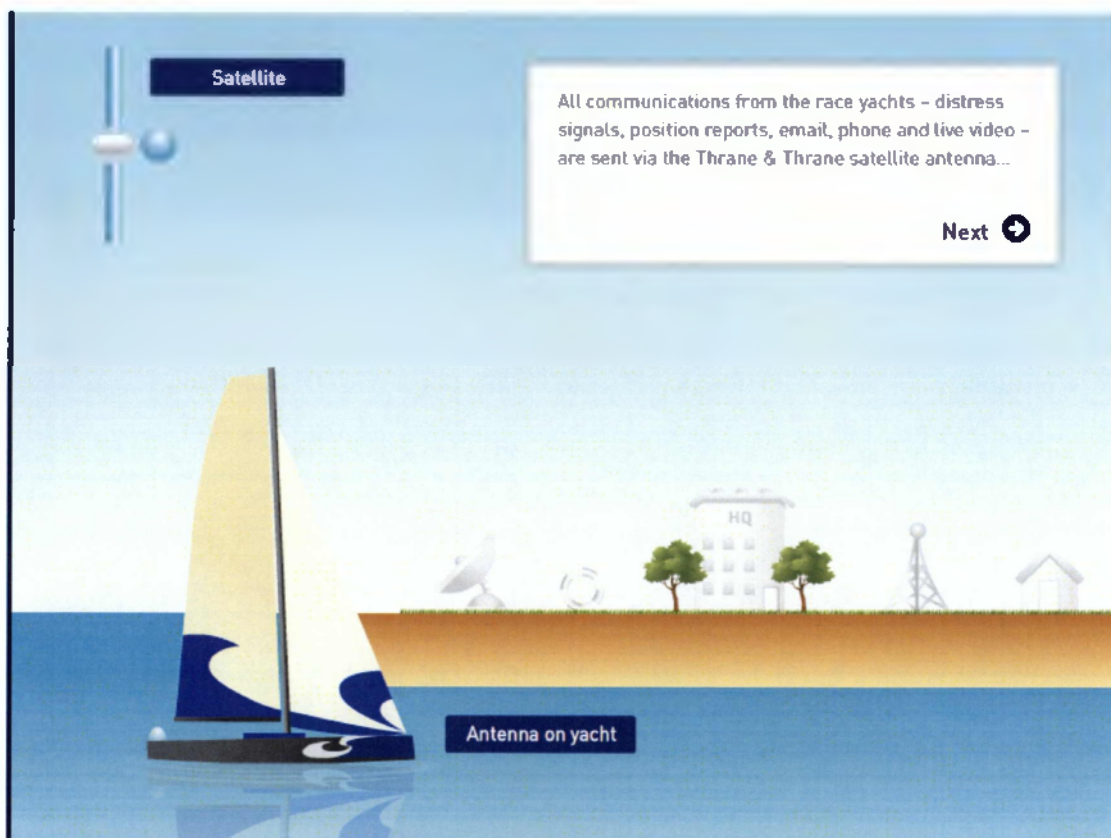 Satellite
All communications from the race yachts – distress
signals, position reports, email, phone and live video –
are sent via the Thrane & Thrane satellite antenna...
Next
HQ
Antenna on yacht